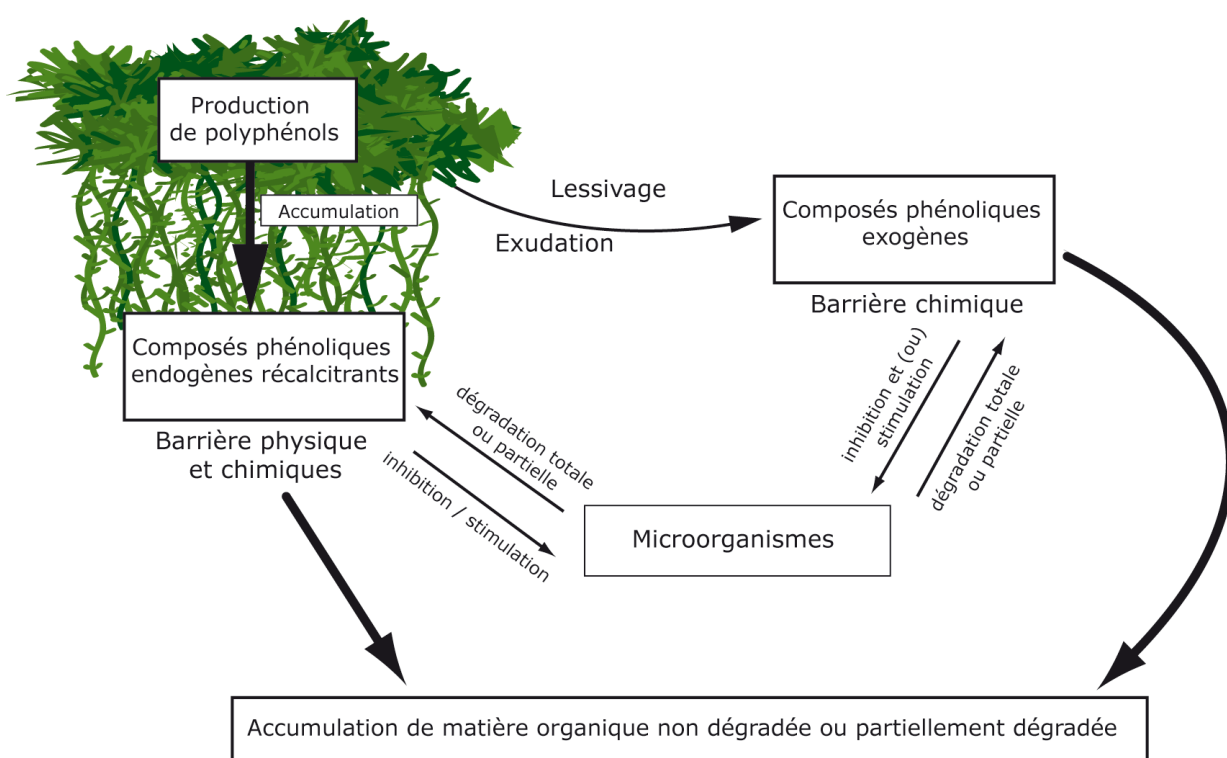 Production
de polyphénols
Accumulation
Lessivage
Exudation
Composés phénoliques
exogènes
Barrière chimique
Composés phénoliques
endogènes récalcitrants
Barrière physique
et chimiques
dégradation totale
ou partielle
inhibition / stimulation
inhibition et (ou)
stimulation
dégradation totale
ou partielle
Microorganismes
Accumulation de matière organique non dégradée ou partiellement dégradée